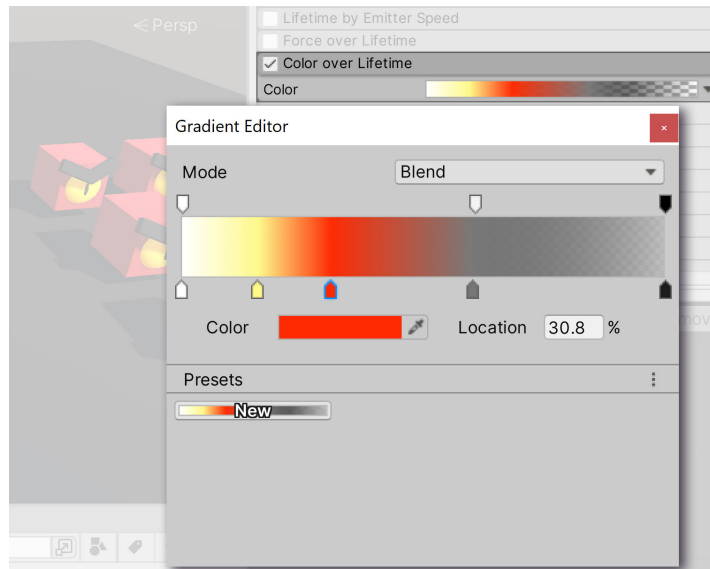 Persp
Lifetime by Emitter Speed
Force over Lifetime
Color over Lifetime
Color
Gradient Editor
×
Mode
Blend
Color
Location
30.8
%
Presets
New